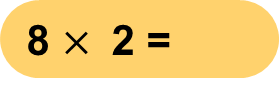 8 × 2 =